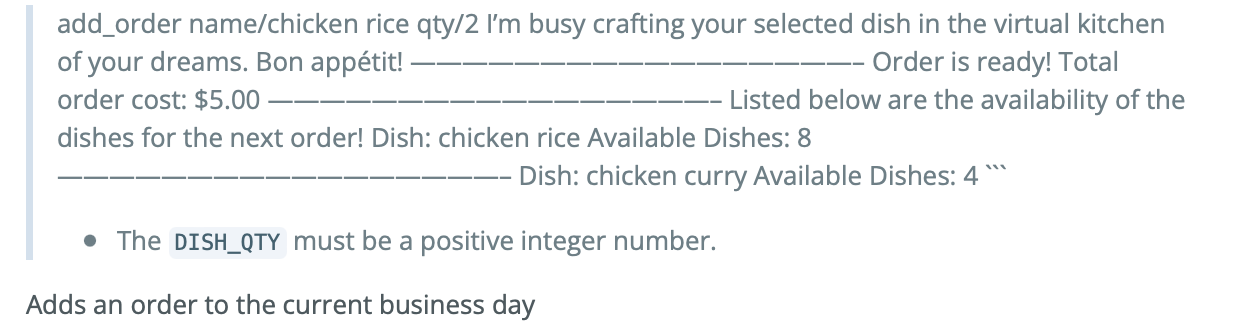 add_order name/chicken rice qty/2 I’m busy crafting your selected dish in the virtual kitchen
of your dreams. Bon appétit! —————————————————– Order is ready! Total
order cost: $5.00 —————————————————– Listed below are the availability of the
dishes for the next order! Dish: chicken rice Available Dishes: 8
—————————————————– Dish: chicken curry Available Dishes: 4 ```
• The DISH_QTY must be a positive integer number.
Adds an order to the current business day